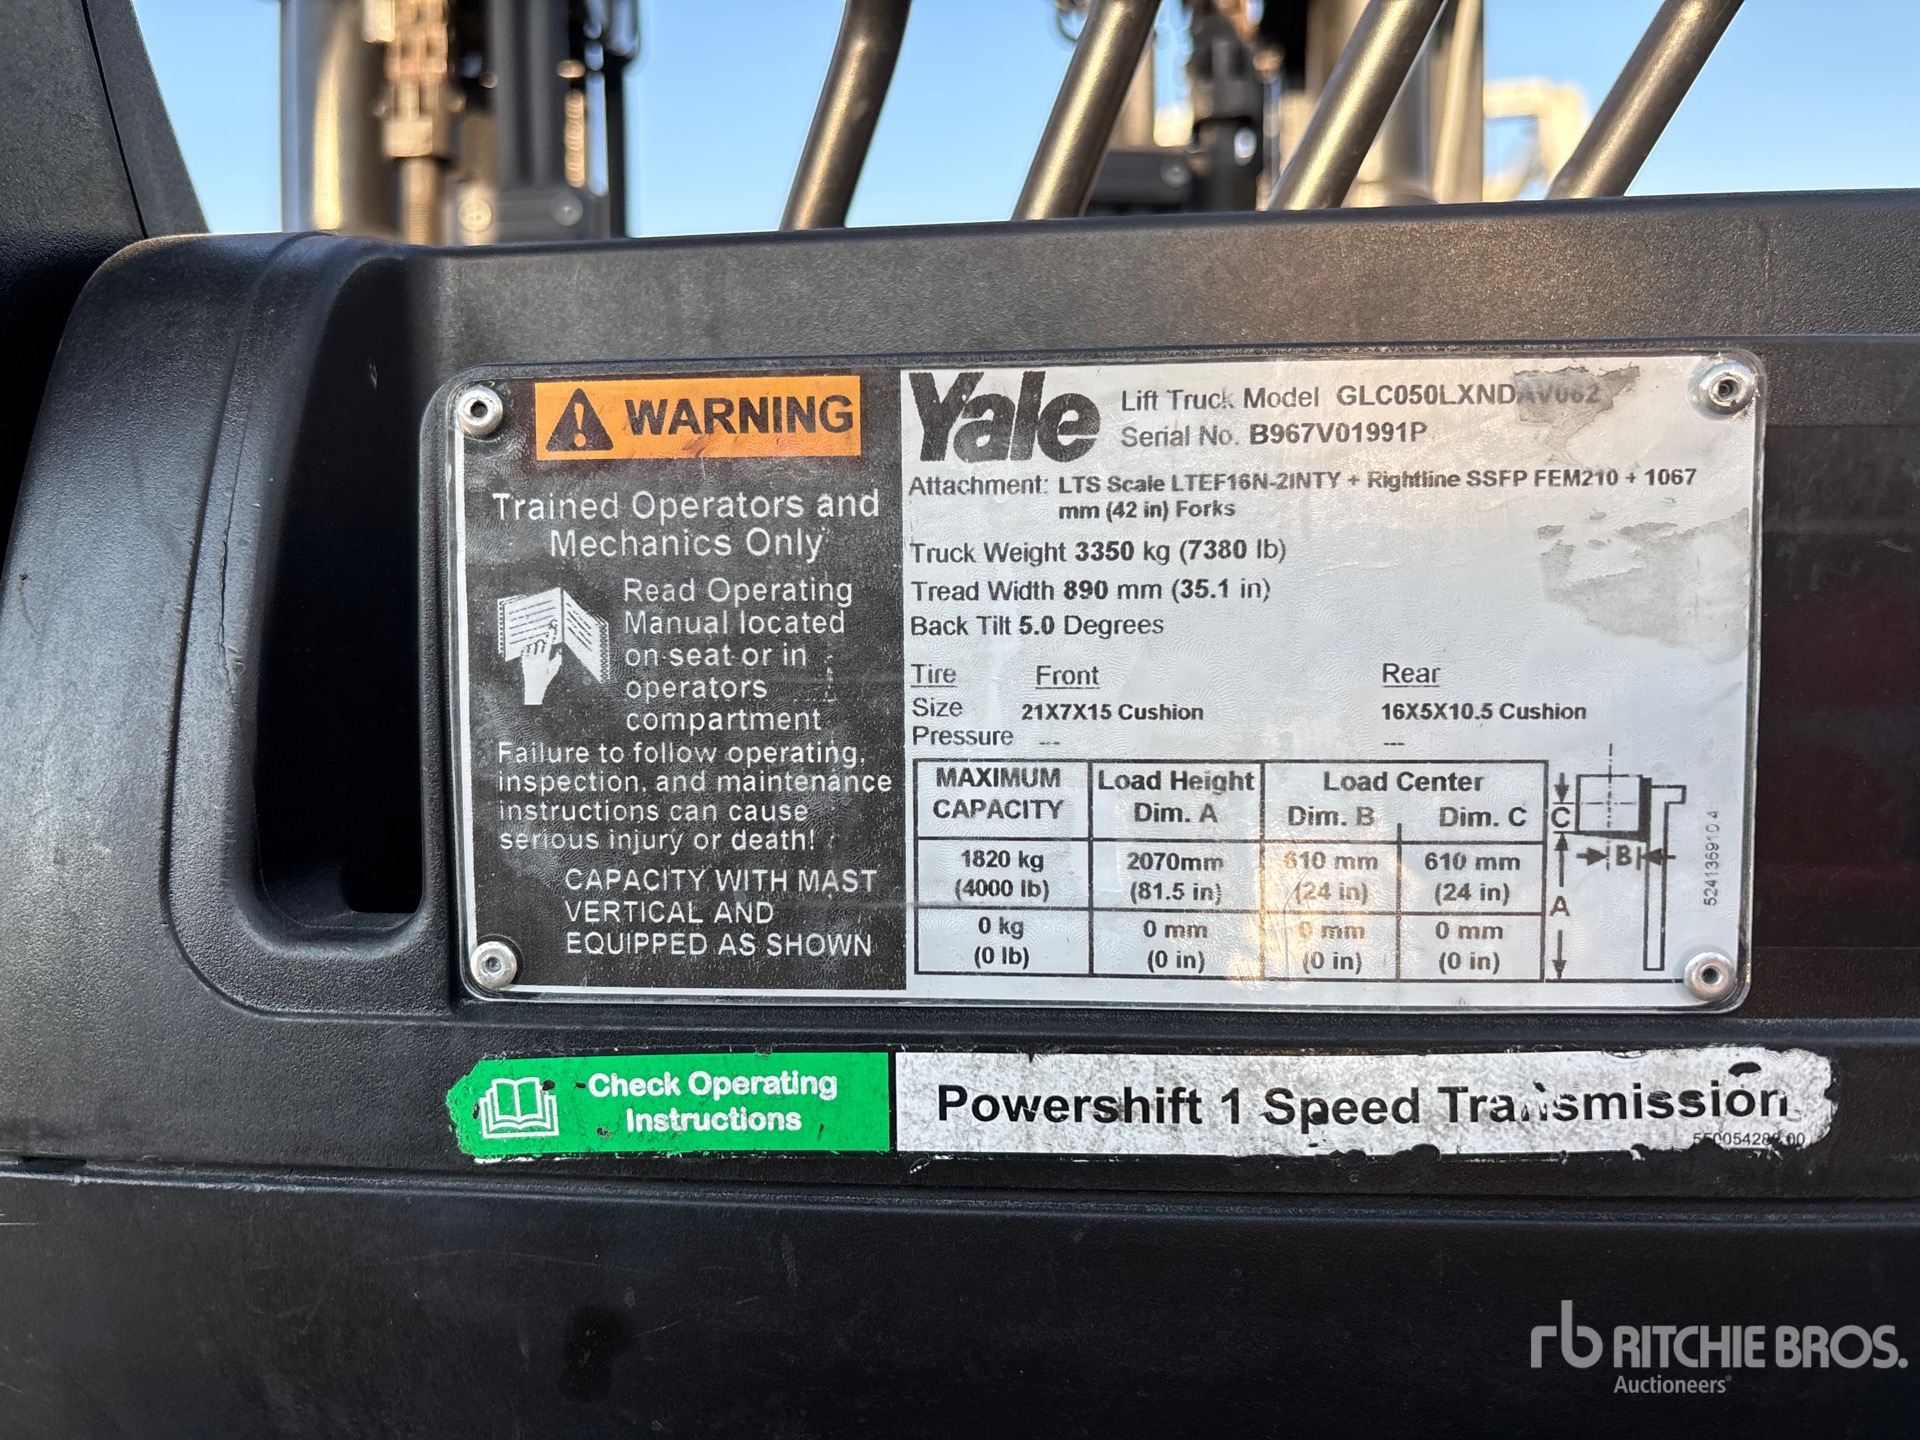 WARNING
Trained Operators and
Mechanics Only
Read Operating
Manual located
on seat or in
operators
compartment
Failure to follow operating,
inspection, and maintenance
instructions can cause
serious injury or death!
CAPACITY WITH MAST
VERTICAL AND
EQUIPPED AS SHOWN
Yale
Lift Truck Model GLC050LXNDAV082
Serial No. B967V01991P
Attachment: LTS Scale LTEF16N-2INTY + Rightline SSFP FEM210 + 1067
mm (42 in) Forks
Truck Weight 3350 kg (7380 lb)
Tread Width 890 mm (35.1 in)
Back Tilt 5.0 Degrees
Tire Front Rear
Size 21X7X15 Cushion 16X5X10.5 Cushion
Pressure --- ---
MAXIMUM Load Height Load Center
CAPACITY Dim. A Dim. B Dim. C
1820 kg 2070mm 610 mm 610 mm
(4000 lb) (81.5 in) (24 in) (24 in)
0 kg 0 mm 0 mm 0 mm
(0 lb) (0 in) (0 in) (0 in)
C
B
A
524136910 4
Check Operating
Instructions
Powershift 1 Speed Transmission
rb RITCHIE BROS.
Auctioneers